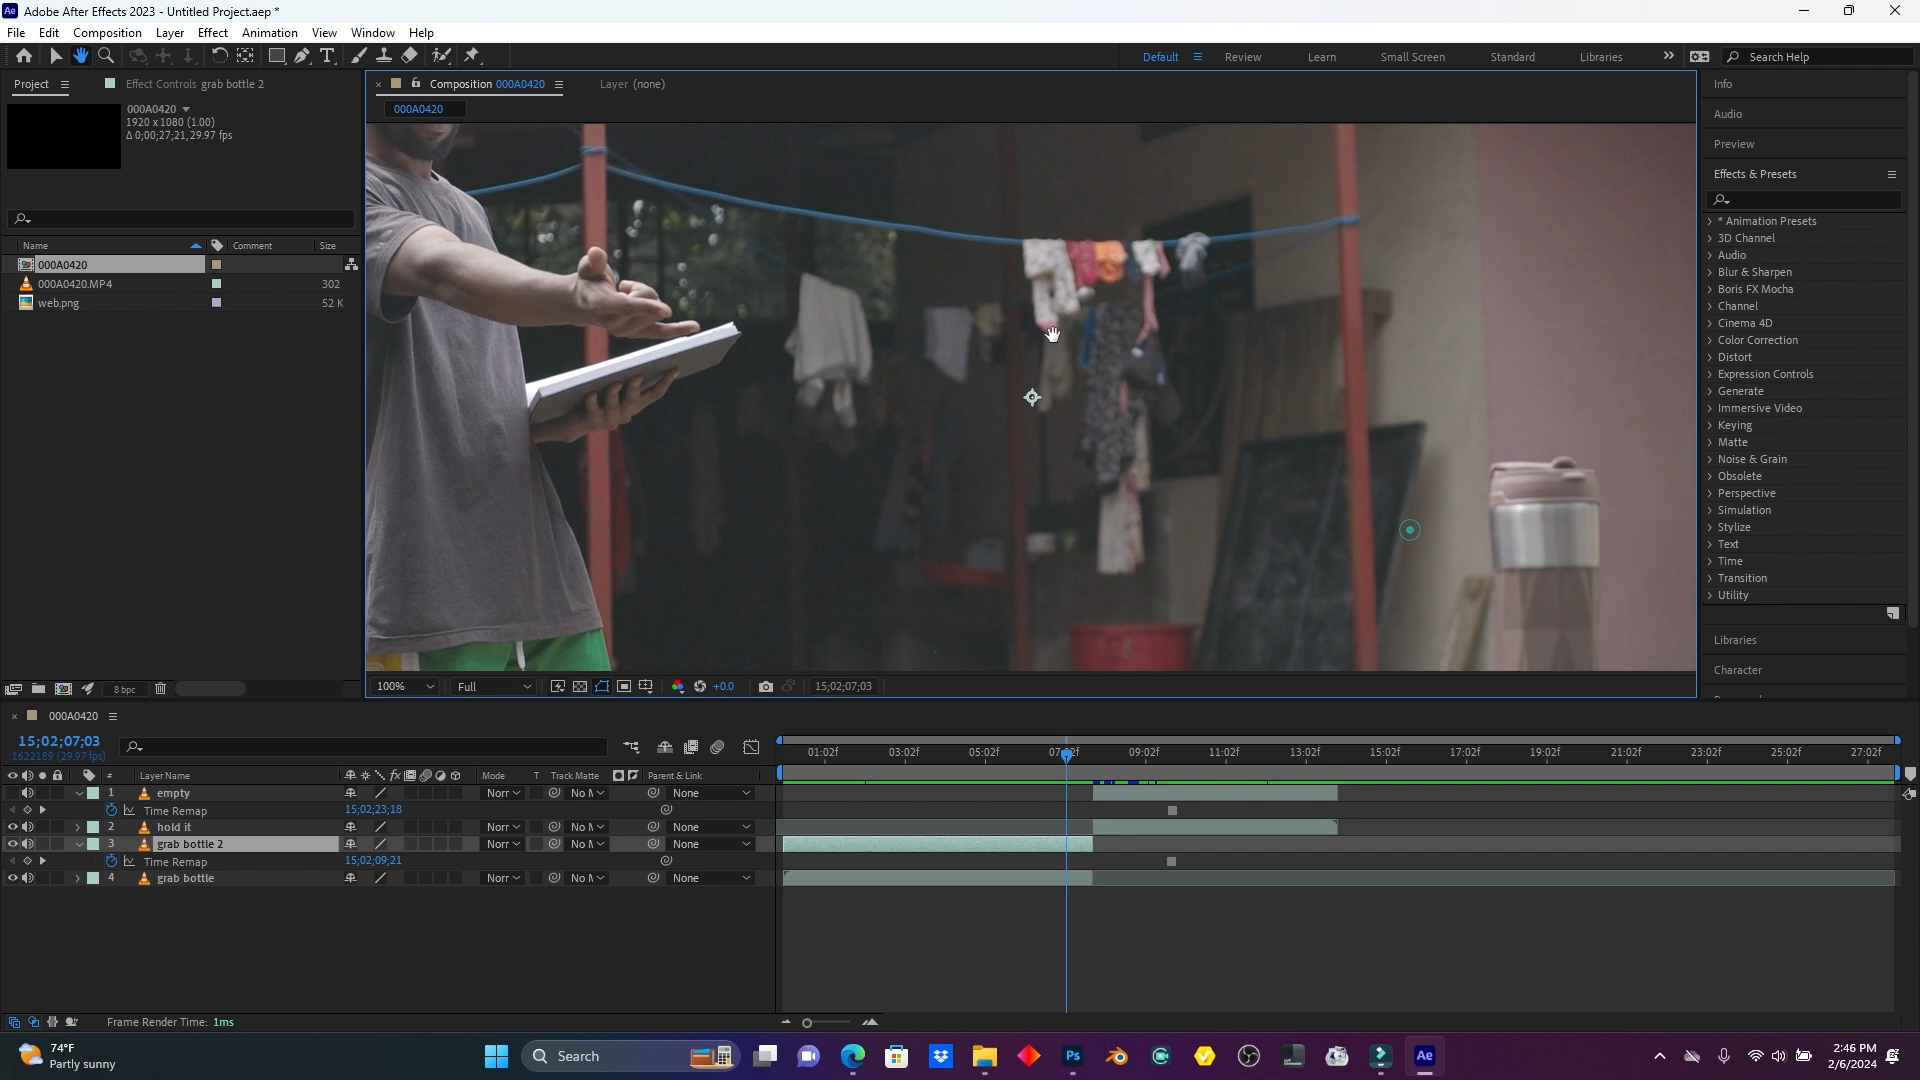 Adobe After Effects 2023 - Untitled Project.aep *
File Edit Composition Layer Effect Animation View Window Help
Default Review Learn Small Screen Standard Libraries Search Help
Project Effect Controls grab bottle 2
Composition 000A0420 Layer (none)
000A0420
000A0420
1920 x 1080 (1.00)
Δ 0;00;27;21, 29.97 fps
Name Comment Size
000A0420
000A0420.MP4 302
web.png 52 K
8 bpc
100% Full +0.0 15;02;07;03
Info
Audio
Preview
Effects & Presets
* Animation Presets
3D Channel
Audio
Blur & Sharpen
Boris FX Mocha
Channel
Cinema 4D
Color Correction
Distort
Expression Controls
Generate
Immersive Video
Keying
Matte
Noise & Grain
Obsolete
Perspective
Simulation
Stylize
Text
Time
Transition
Utility
Libraries
Character
000A0420
15;02;07;03
1622189 (29.97 fps)
01:02f 03:02f 05:02f 07:02f 09:02f 11:02f 13:02f 15:02f 17:02f 19:02f 21:02f 23:02f 25:02f 27:02f
# Layer Name Mode T Track Matte Parent & Link
1 empty Norr No M None
Time Remap 15;02;23;18
2 hold it Norr No M None
3 grab bottle 2 Norr No M None
Time Remap 15;02;09;21
4 grab bottle Norr No M None
Frame Render Time: 1ms
74°F
Partly sunny
Search
2:46 PM
2/6/2024